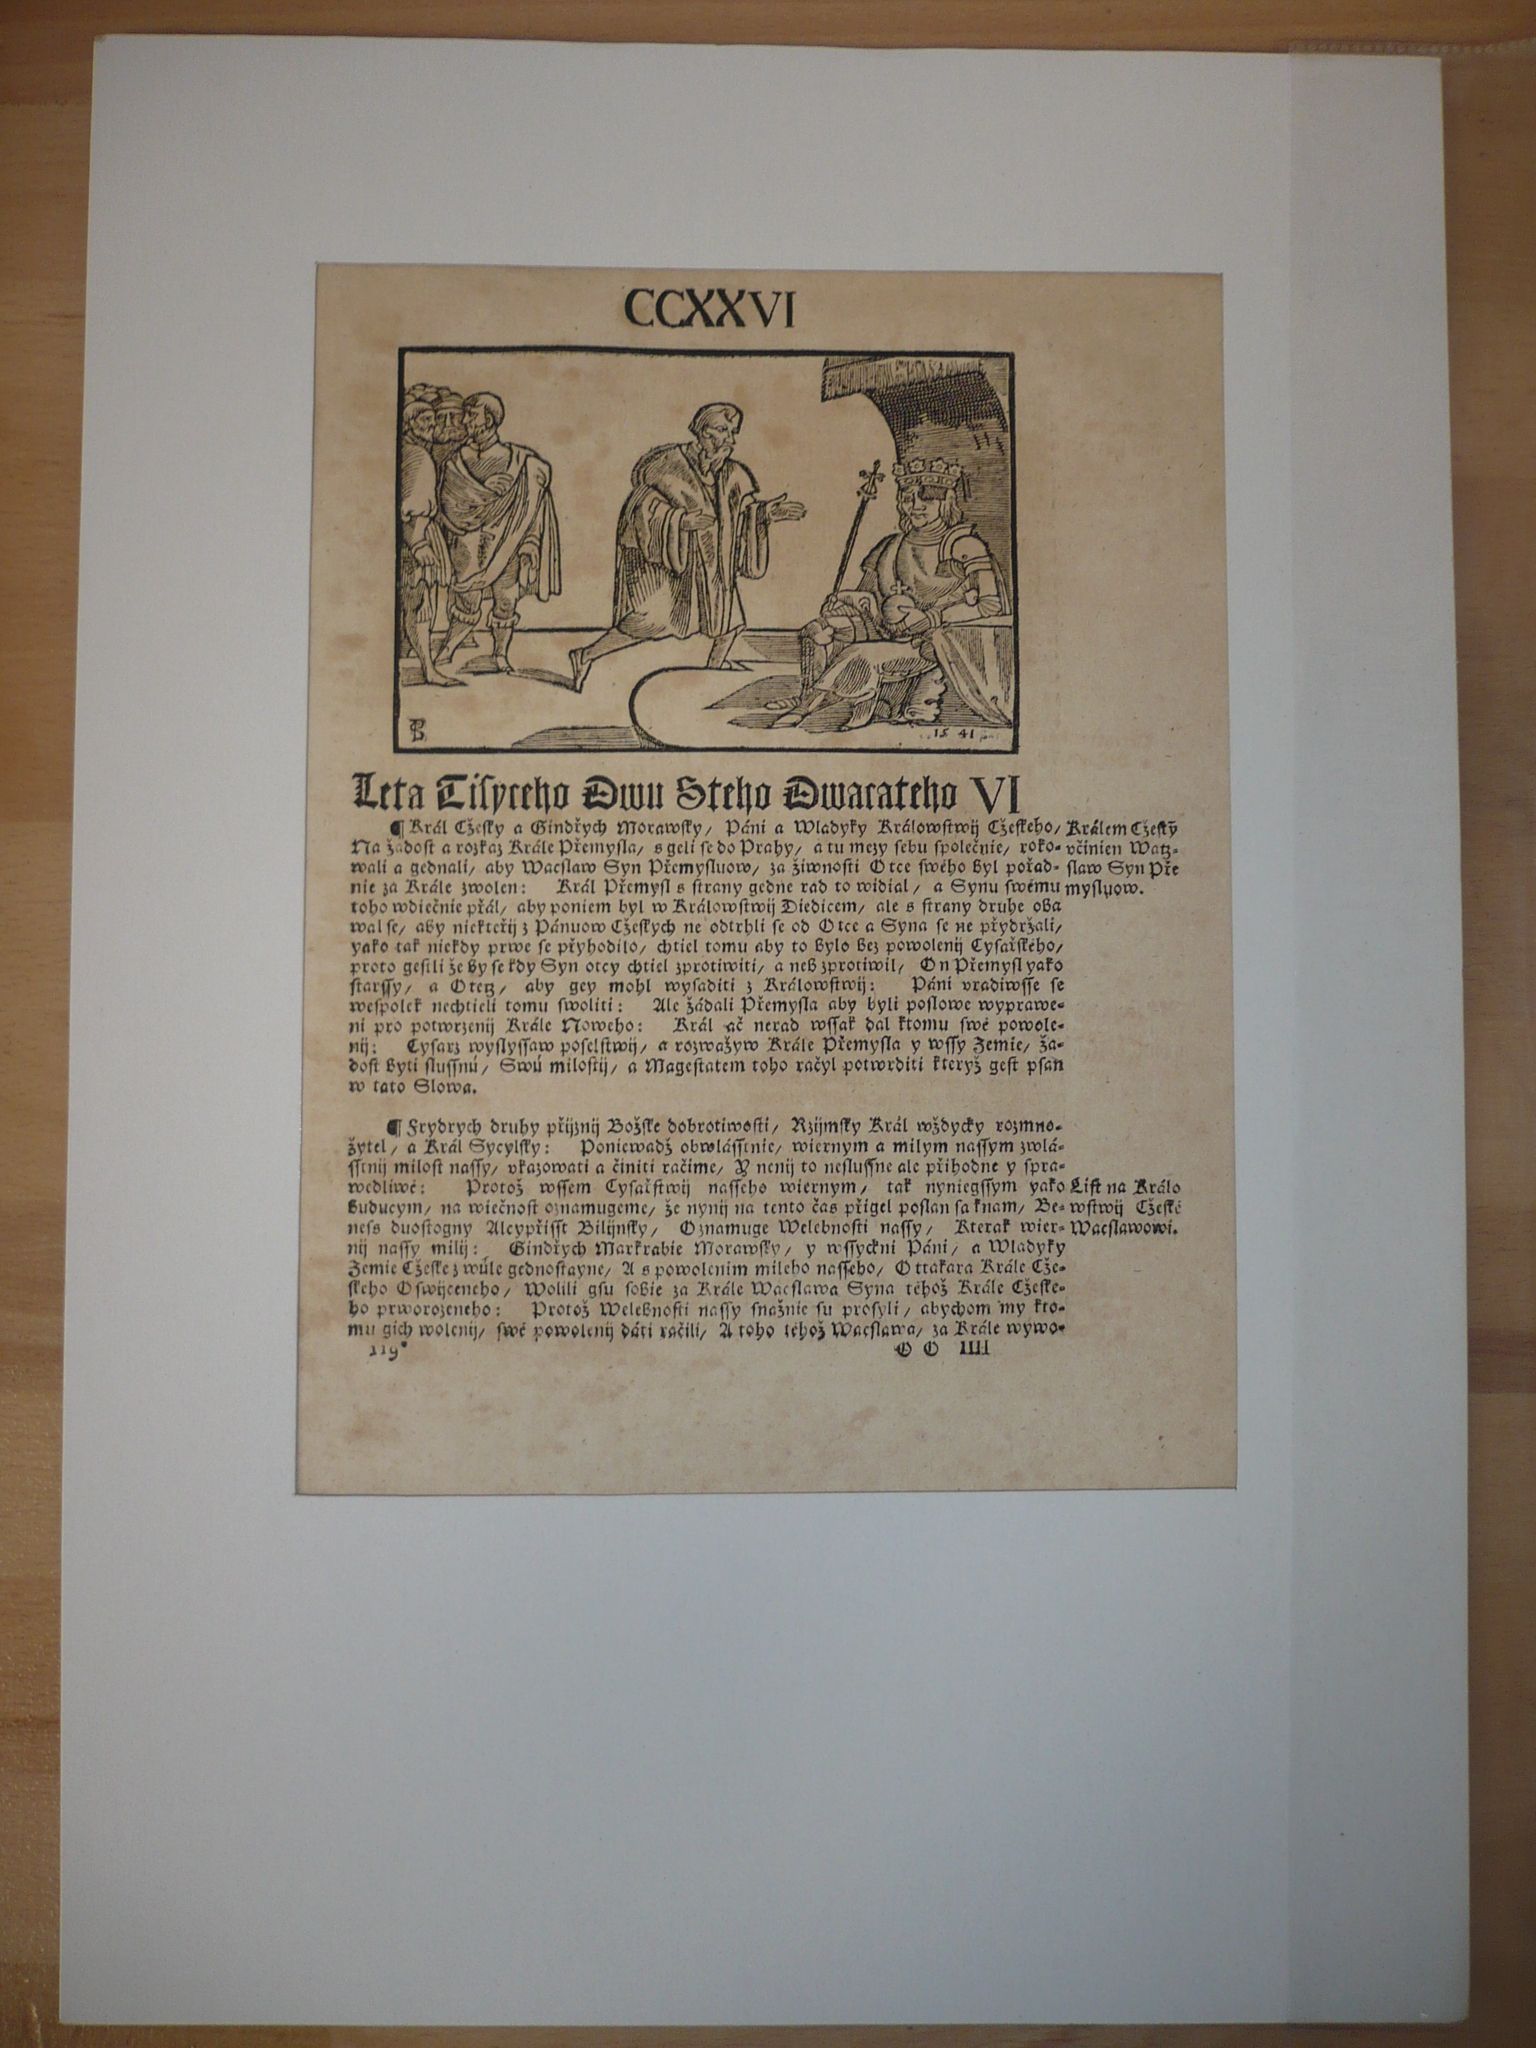 CCXXVI
PB
1541
Leta Tisyceho Dwu Steho Dwacateho VI
¶ Král Cžesky a Gindřych Morawsky, Páni a Wladyky Králowstwij Cžeskeho,
Na žadost a rozkaz Krále Přemysla, sgeli se do Prahy, a tu mezy sebu společnie, roko-
wali a gednali, aby Wacslaw Syn Přemysluow, za žiwnosti Otce swého byl pořad-
nie za Krále zwolen: Král Přemysl s strany gedne rad to widial, a Synu swému
toho wdiečnie přál, aby poniem byl w Králowstwij Diedicem, ale s strany druhe oba
wal se, aby niekteřij z Pánuow Cžeskych ne odtrhli se od Otce a Syna se ne přydržali,
yako tak niekdy prwe se přyhodilo, chtiel tomu aby to bylo bez powolenij Cysařského,
proto gestli že by se kdy Syn otcy chtiel zprotiwiti, a neb zprotiwil, On Přemysl yako
starssy, a Otetz, aby gey mohl wysaditi z Králowstwij: Páni vradiwsse se
wespolek nechtieli tomu swoliti: Ale žádali Přemysla aby byli poslowe wyprawe-
ni pro potwrzenij Krále Noweho: Král ač nerad wssak dal ktomu swé powole-
nij: Cysarz wyslyssaw poselstwij, a rozwažyw Krále Přemysla y wssy Zemie, ža-
dost byti slussnú, Swú milostij, a Magestatem toho račyl potwrditi kteryž gest psan
w tato Slowa.
Králem Cžesky
včinien Watz-
slaw Syn Pře
mysluow.
¶ Frydrych druhy přijznij Božske dobrotiwosti, Rzijmsky Král wždycky rozmno-
žytel, a Král Sycylsky: Poniewadž obwlásstnie, wiernym a milym nassym zwlá-
sstnij milost nassy, vkazowati a činiti račime, Y nenij to neslussne ale přihodne y spra-
wedliwé: Protož wssem Cysařstwij nasseho wiernym, tak nyniegssym yako
buducym, na wiečnost oznamugeme, že nynij na tento čas přigel poslan sa knam, Be-
ness duostogny Alcypřisst Bilijnsky, Oznamuge Welebnosti nassy, Kterak wier-
nij nassy milij: Gindřych Markrabie Morawsky, y wssyckni Páni, a Wladyky
Zemie Cžeske z wúle gednostayne, A s powolenim mileho nasseho, Ottakara Krále Cže-
skeho Oswijceneho, Wolili gsu sobie za Krále Wacslawa Syna téhož Krále Cžeske-
ho prworozeneho: Protož Welebnosti nassy snažnie su prosyli, abychom my kto-
mu gich wolenij, swé powolenij dáti račili, A toho téhož Wacslawa, za Krále wywo-
List na Králo
wstwij Cžeské
Wacslawowi.
119
O O IIII